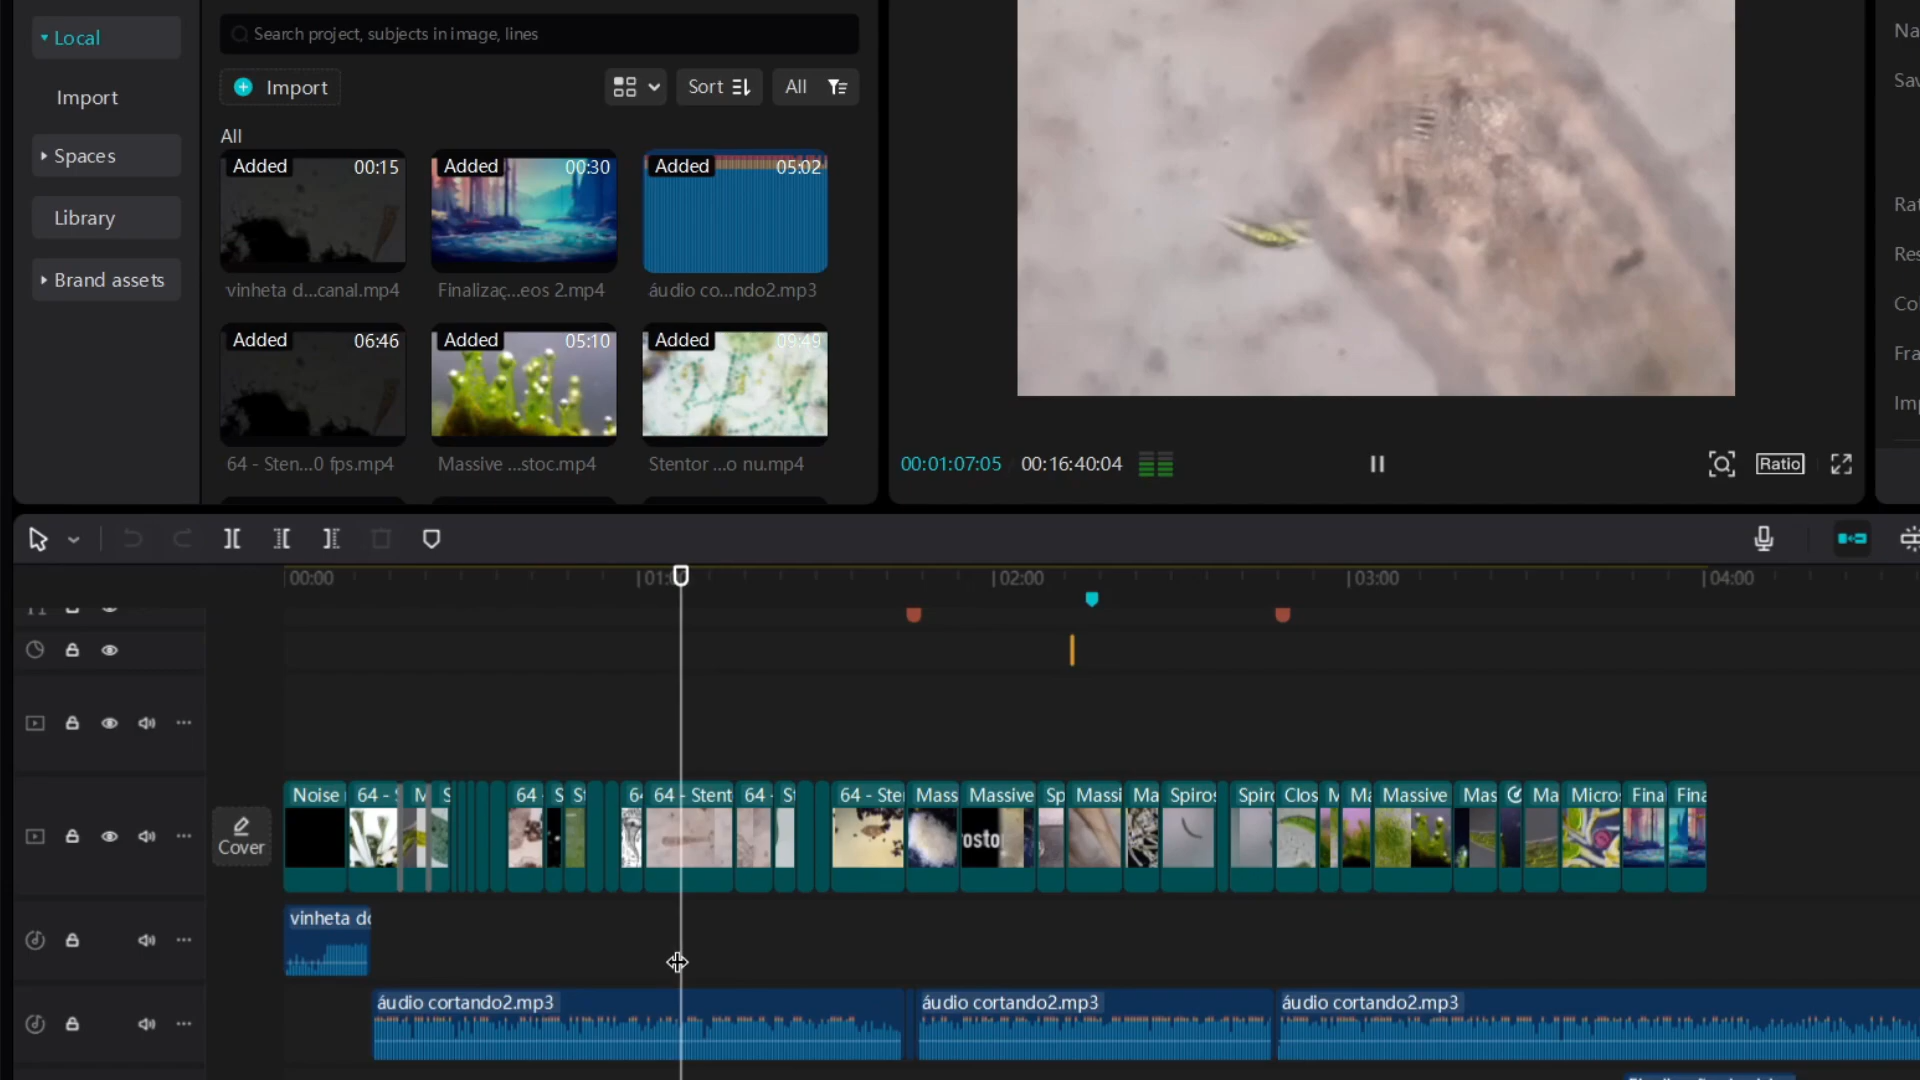 Local
Import
Spaces
Library
Brand assets
Search project, subjects in image, lines
Import
Sort
All
All
Added 00:15
vinheta d...canal.mp4
Added 00:30
Finalizaç...eos 2.mp4
Added 05:02
áudio co...ndo2.mp3
Added 06:46
64 - Sten...0 fps.mp4
Added 05:10
Massive ...stoc.mp4
Added 09:49
Stentor ...o nu.mp4
00:01:07:05 00:16:40:04
Ratio
Na
Sav
Rat
Res
Co
Fra
Imp
00:00 01:0 02:00 03:00 04:00
Cover
Noise 64 - S M S 64 S St 64 64 - Stent 64 - St 64 - Ste Mass Massive Sp Massi Ma Spiros Spiro Clos M Ma Massive Mas Ma Micro Fina Fina
osto
vinheta do
áudio cortando2.mp3 áudio cortando2.mp3 áudio cortando2.mp3